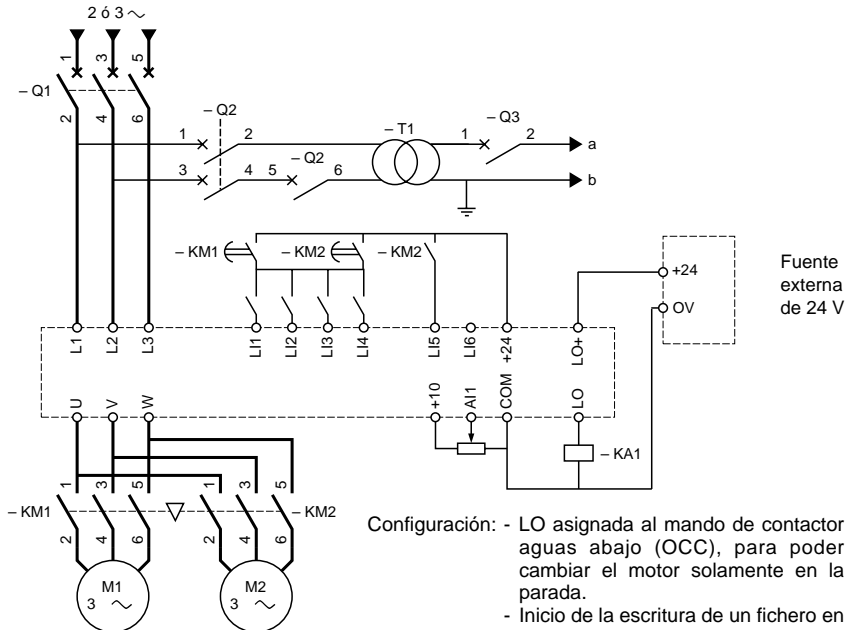 2 ó 3 ~
1 3 5
– Q1
2 4 6
– Q2
1 2
– T1
– Q3
1 2
a
3 4 5
– Q2
6
b
– KM1
– KM2
– KM2
+24
OV
Fuente
externa
de 24 V
L1 L2 L3 LI1 LI2 LI3 LI4 LI5 LI6 +24 LO+
U V W +10 AI1 COM LO
– KA1
1 3 5 1 3 5
– KM1
– KM2
2 4 6 2 4 6
M1
3 ~
M2
3 ~
Configuración: - LO asignada al mando de contactor
aguas abajo (OCC), para poder
cambiar el motor solamente en la
parada.
- Inicio de la escritura de un fichero en